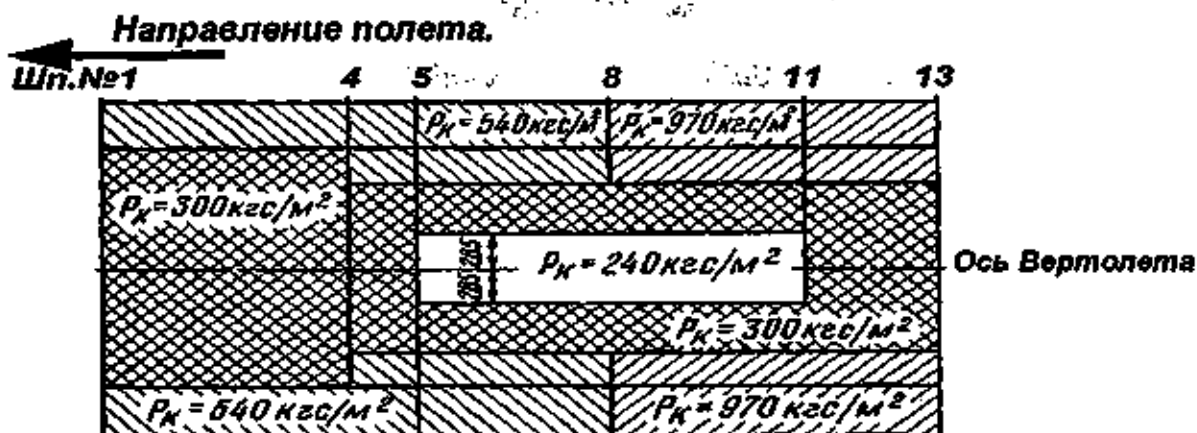 Направление полета.
Шп.№1 4 5 8 11 13
Pк=540кгс/м² Pк=970кгс/м²
Pк=300кгс/м²
Pк=240кгс/м²
Ось Вертолета
Pк=300кгс/м²
Pк=540 кгс/м² Pк=970 кгс/м²